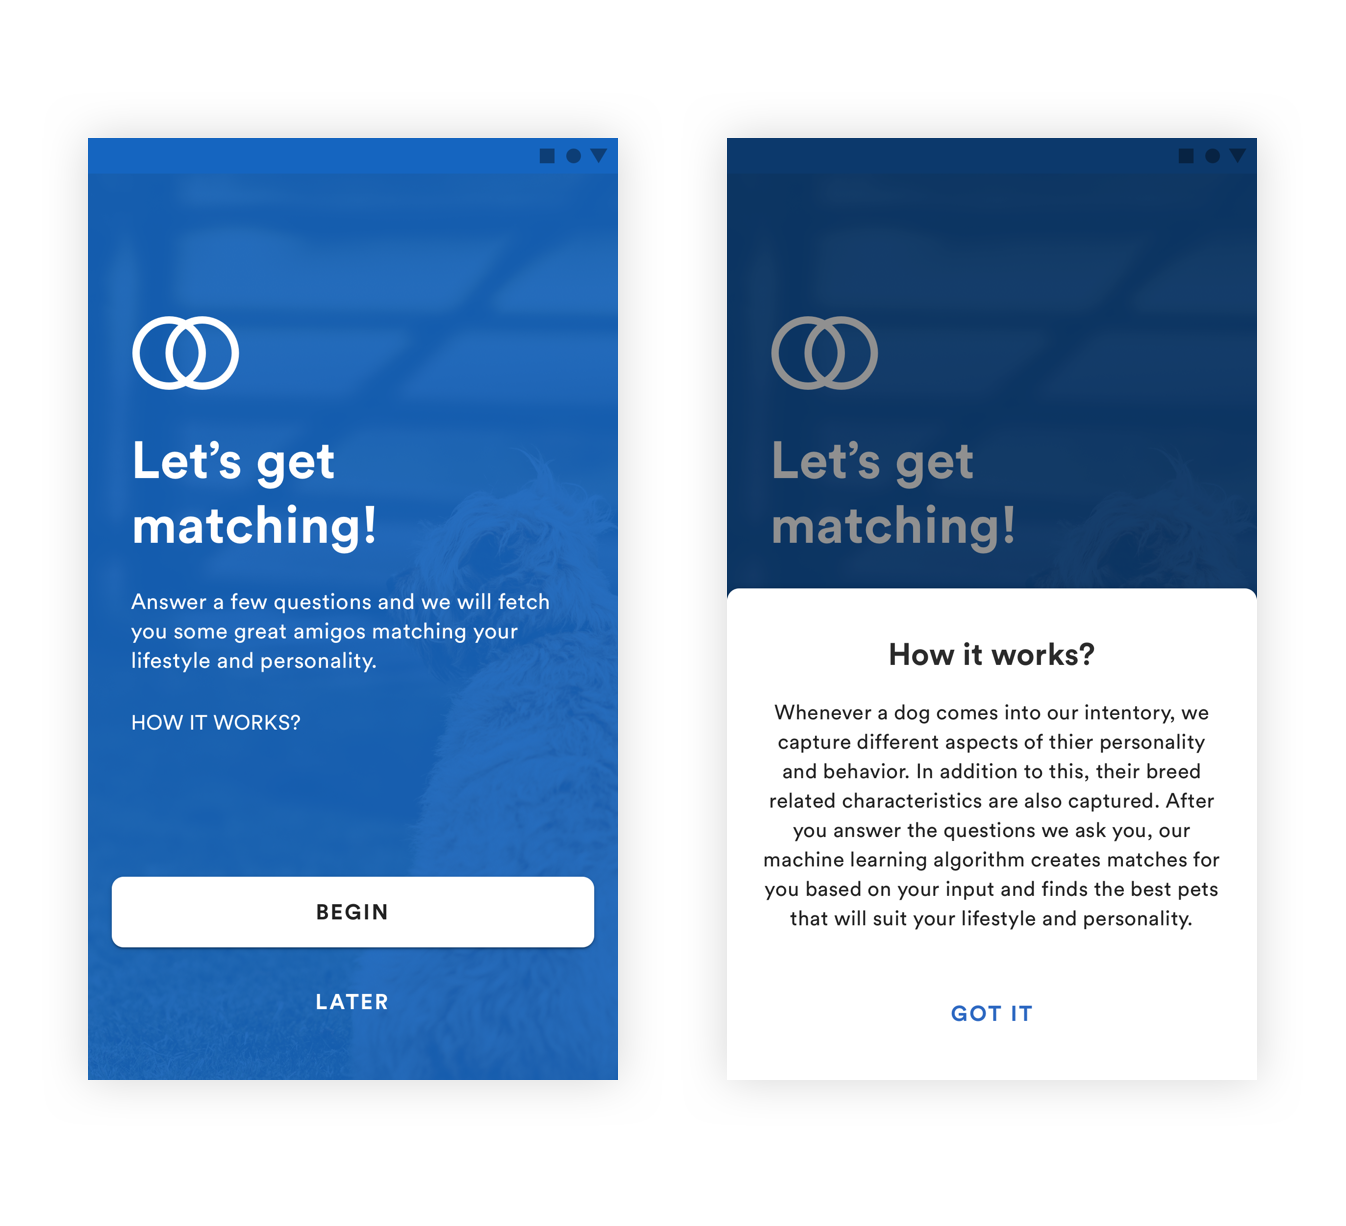 Let’s get
matching!
Answer a few questions and we will fetch
you some great amigos matching your
lifestyle and personality.
HOW IT WORKS?
BEGIN
LATER
Let’s get
matching!
How it works?
Whenever a dog comes into our intentory, we
capture different aspects of thier personality
and behavior. In addition to this, their breed
related characteristics are also captured. After
you answer the questions we ask you, our
machine learning algorithm creates matches for
you based on your input and finds the best pets
that will suit your lifestyle and personality.
GOT IT